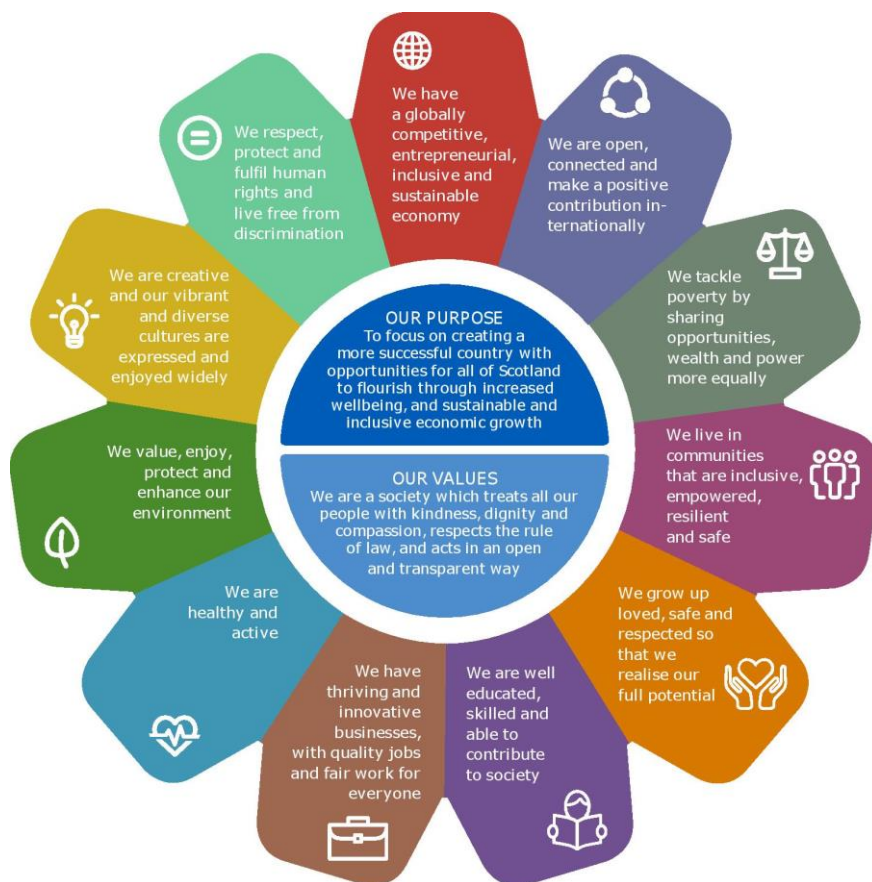 We have
a globally
competitive,
entrepreneurial,
inclusive and
sustainable
economy
We are open,
connected and
make a positive
contribution in-
ternationally
We tackle
poverty by
sharing
opportunities,
wealth and power
more equally
We live in
communities
that are inclusive,
empowered,
resilient
and safe
We grow up
loved, safe and
respected so
that we
realise our
full potential
We are well
educated,
skilled and
able to
contribute
to society
We have
thriving and
innovative
businesses,
with quality jobs
and fair work for
everyone
We are
healthy and
active
We value, enjoy,
protect and
enhance our
environment
We are creative
and our vibrant
and diverse
cultures are
expressed and
enjoyed widely
We respect,
protect and
fulfil human
rights and
live free from
discrimination
OUR PURPOSE
To focus on creating a
more successful country with
opportunities for all of Scotland
to flourish through increased
wellbeing, and sustainable and
inclusive economic growth
OUR VALUES
We are a society which treats all our
people with kindness, dignity and
compassion, respects the rule
of law, and acts in an open
and transparent way